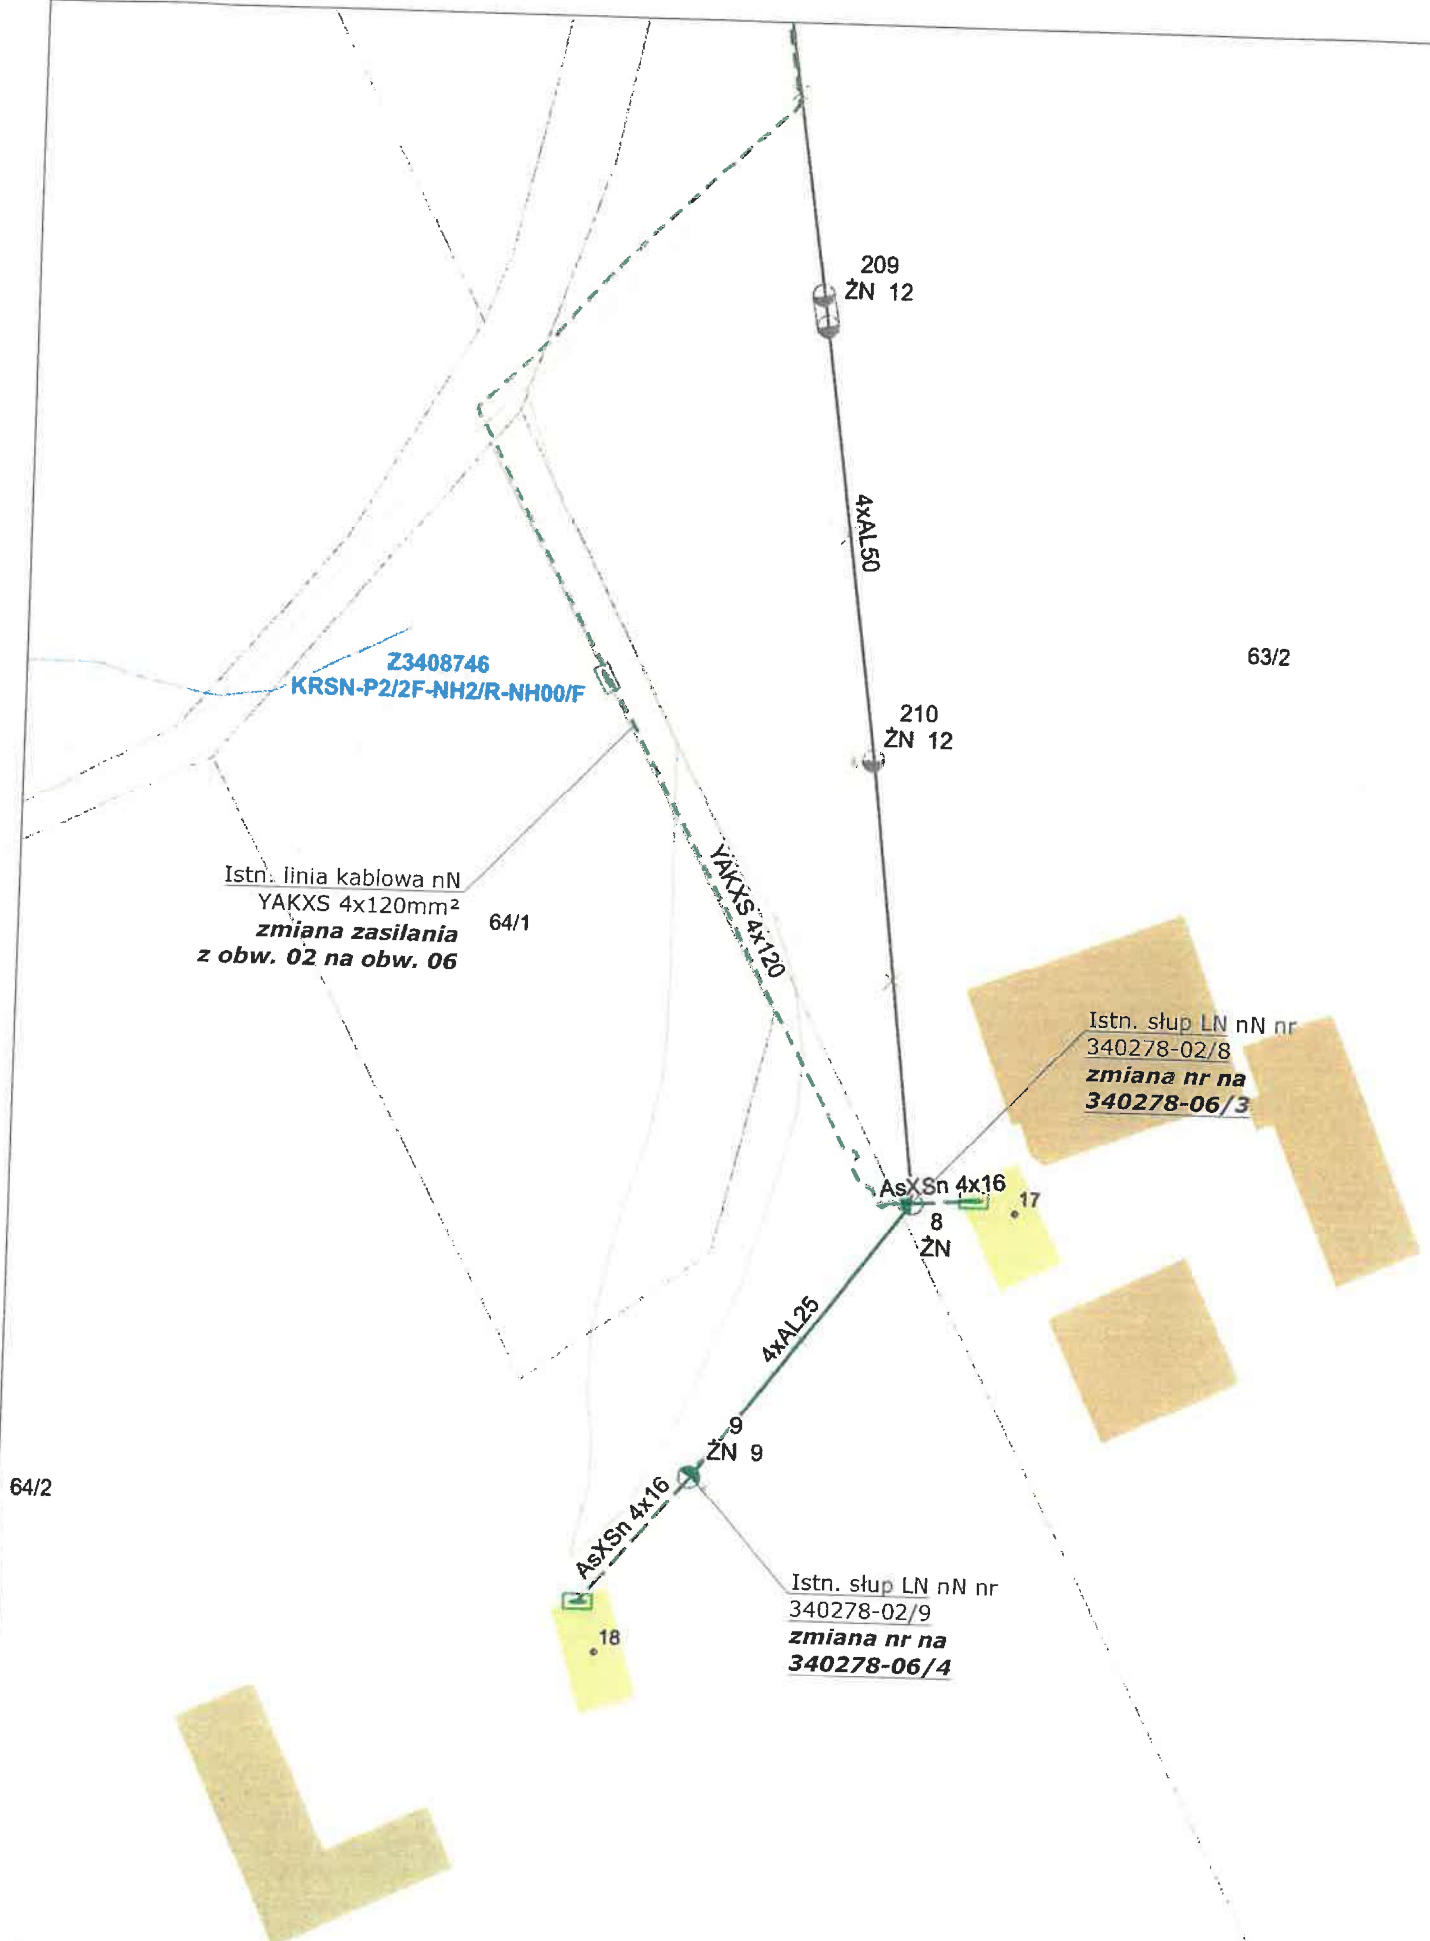 209
ŻN 12
4xAL50
63/2
Z3408746
KRSN-P2/2F-NH2/R-NH00/F
210
ŻN 12
YAKXS 4x120
Istn. linia kablowa nN
YAKXS 4x120mm²
zmiana zasilania
z obw. 02 na obw. 06
64/1
Istn. słup LN nN nr
340278-02/8
zmiana nr na
340278-06/3
AsXSn 4x16
17
8
ŻN
4xAL25
9
ŻN 9
64/2
AsXSn 4x16
Istn. słup LN nN nr
340278-02/9
zmiana nr na
340278-06/4
18